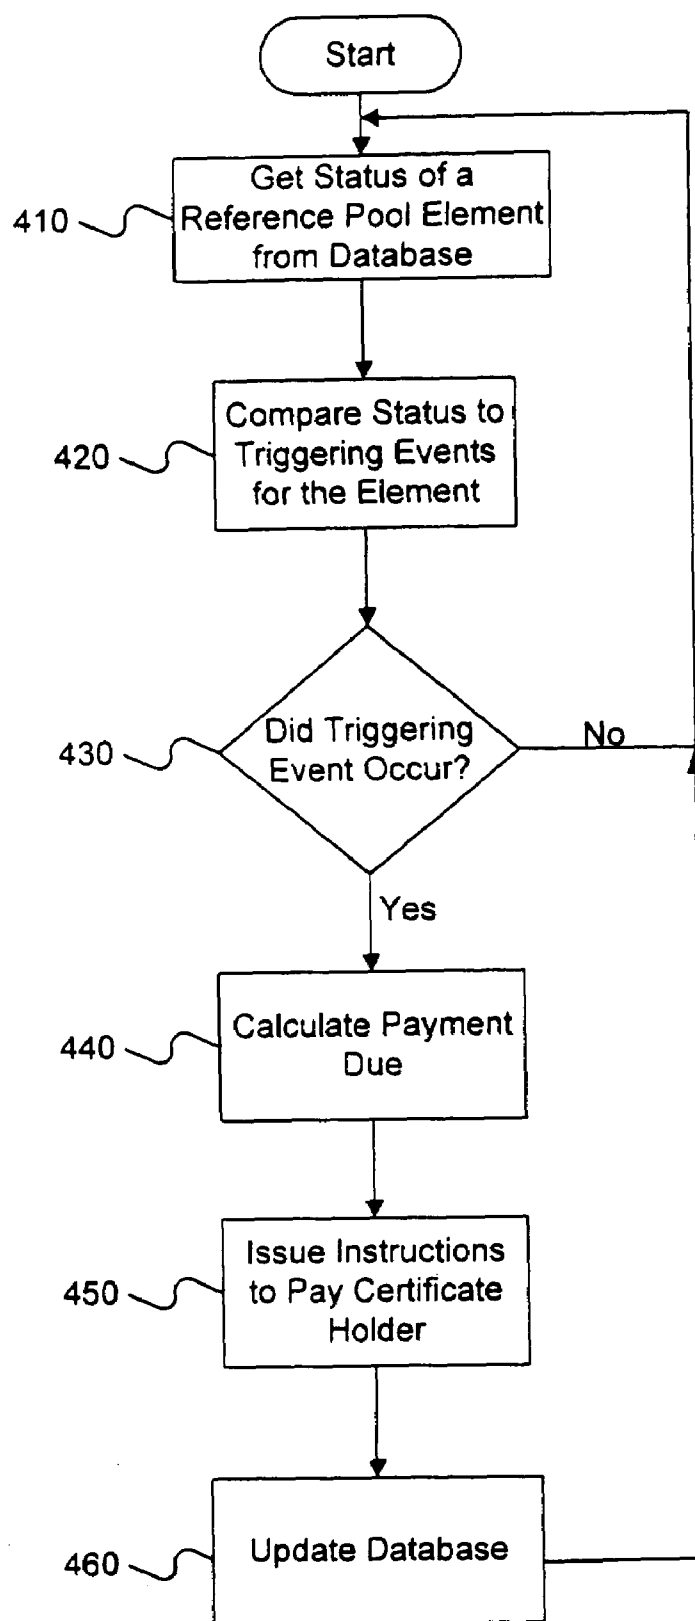 Start
410
Get Status of a
Reference Pool Element
from Database
420
Compare Status to
Triggering Events
for the Element
430
Did Triggering
Event Occur?
No
Yes
440
Calculate Payment
Due
450
Issue Instructions
to Pay Certificate
Holder
460
Update Database